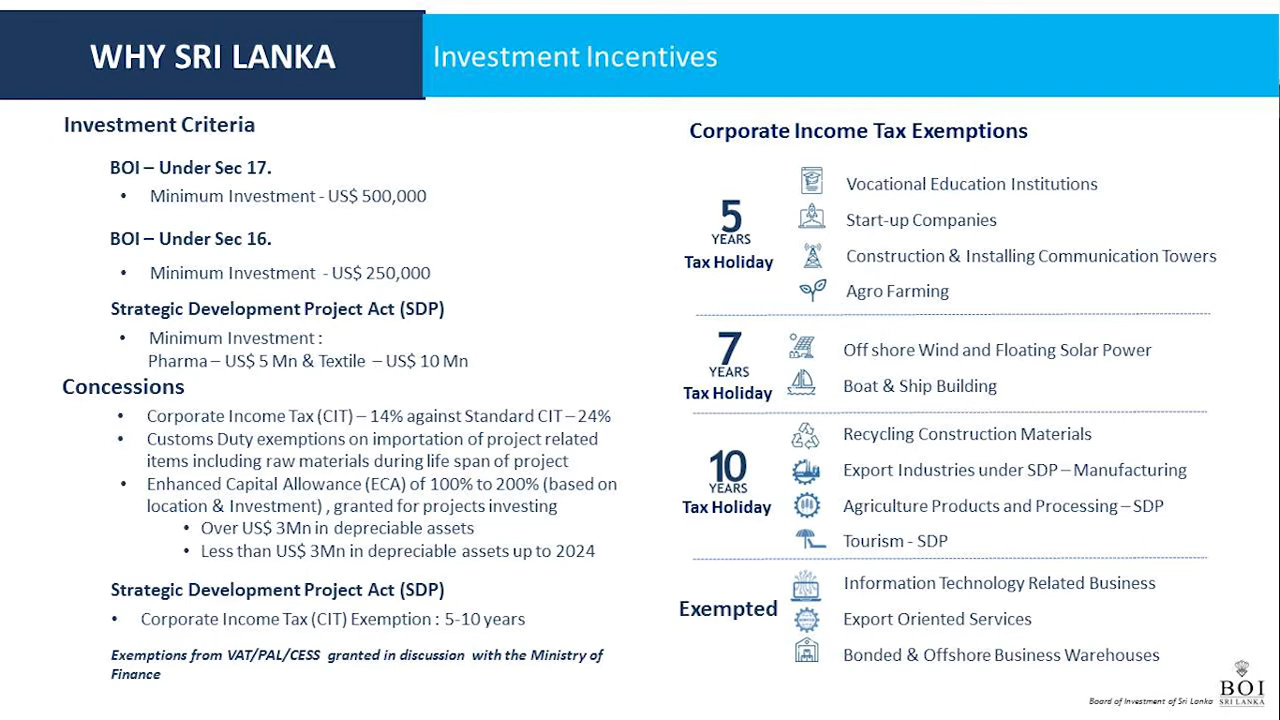 WHY SRI LANKA
Investment Incentives
Investment Criteria
BOI – Under Sec 17.
• Minimum Investment - US$ 500,000
BOI – Under Sec 16.
• Minimum Investment - US$ 250,000
Strategic Development Project Act (SDP)
• Minimum Investment :
Pharma – US$ 5 Mn & Textile – US$ 10 Mn
Concessions
• Corporate Income Tax (CIT) – 14% against Standard CIT – 24%
• Customs Duty exemptions on importation of project related
items including raw materials during life span of project
• Enhanced Capital Allowance (ECA) of 100% to 200% (based on
location & Investment) , granted for projects investing
• Over US$ 3Mn in depreciable assets
• Less than US$ 3Mn in depreciable assets up to 2024
Strategic Development Project Act (SDP)
• Corporate Income Tax (CIT) Exemption : 5-10 years
Exemptions from VAT/PAL/CESS granted in discussion with the Ministry of
Finance
Corporate Income Tax Exemptions
5
YEARS
Tax Holiday
Vocational Education Institutions
Start-up Companies
Construction & Installing Communication Towers
Agro Farming
7
YEARS
Tax Holiday
Off shore Wind and Floating Solar Power
Boat & Ship Building
10
YEARS
Tax Holiday
Recycling Construction Materials
Export Industries under SDP – Manufacturing
Agriculture Products and Processing – SDP
Tourism - SDP
Exempted
Information Technology Related Business
Export Oriented Services
Bonded & Offshore Business Warehouses
Board of Investment of Sri Lanka
BOI
SRI LANKA